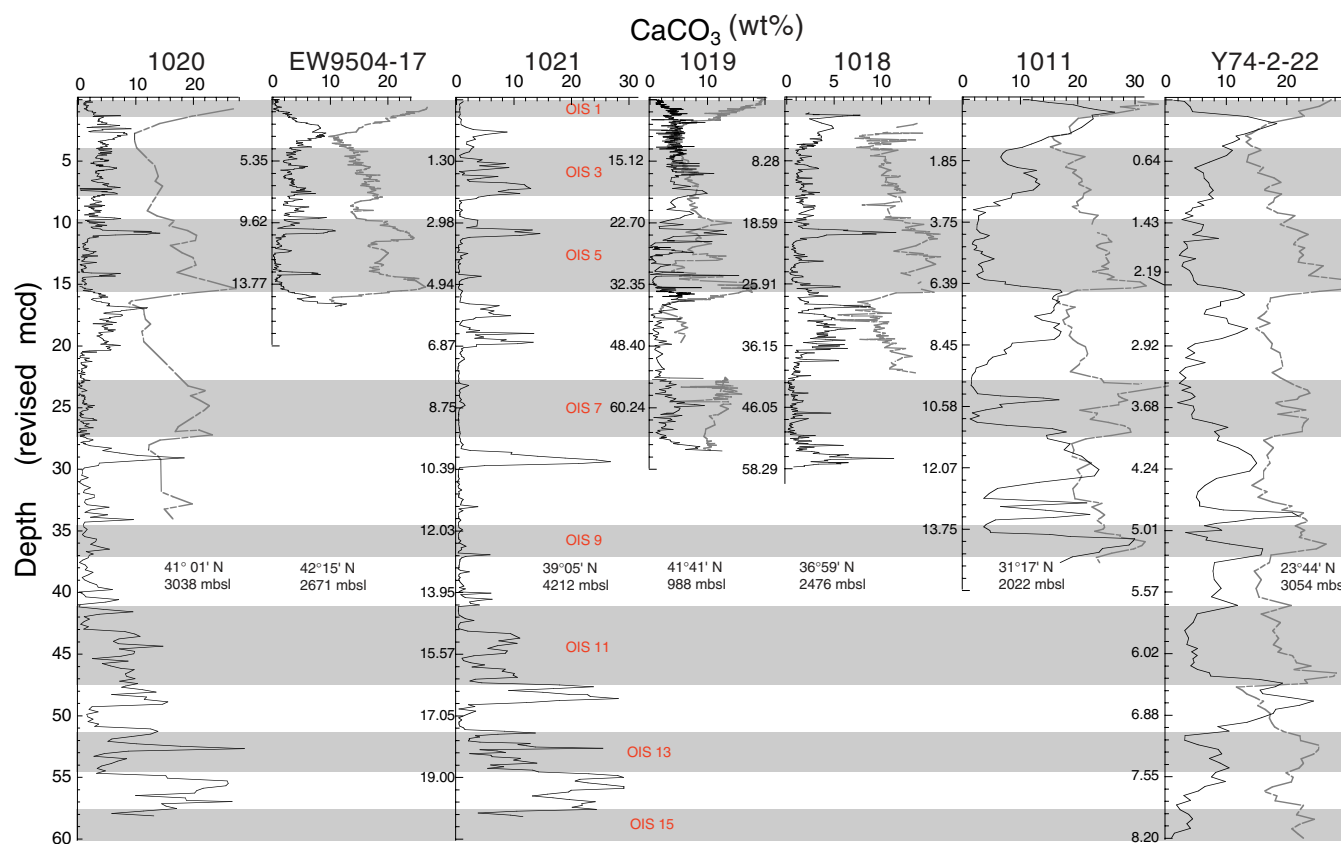 CaCO3 (wt%)
1020 EW9504-17 1021 1019 1018 1011 Y74-2-22
0 10 20 0 10 20 0 10 20 30 0 10 0 10 0 10 20 30 0 10 20
OIS 1
5 5.35 1.30 15.12 8.28 1.85 0.64
OIS 3
10 9.62 2.98 22.70 18.59 3.75 1.43
OIS 5
2.19
15 13.77 4.94 32.35 25.91 6.39
20 6.87 48.40 36.15 8.45 2.92
25 8.75 OIS 7 60.24 46.05 10.58 3.68
30 10.39 58.29 12.07 4.24
35 12.03 13.75 5.01
OIS 9
41° 01' N 42°15' N 39°05' N 41°41' N 36°59' N 31°17' N 23°44' N
3038 mbsl 2671 mbsl 4212 mbsl 988 mbsl 2476 mbsl 2022 mbsl 3054 mbsl
40 13.95 5.57
OIS 11
45 15.57 6.02
50 17.05 6.88
OIS 13
55 19.00 7.55
OIS 15
60 8.20
Depth (revised mcd)